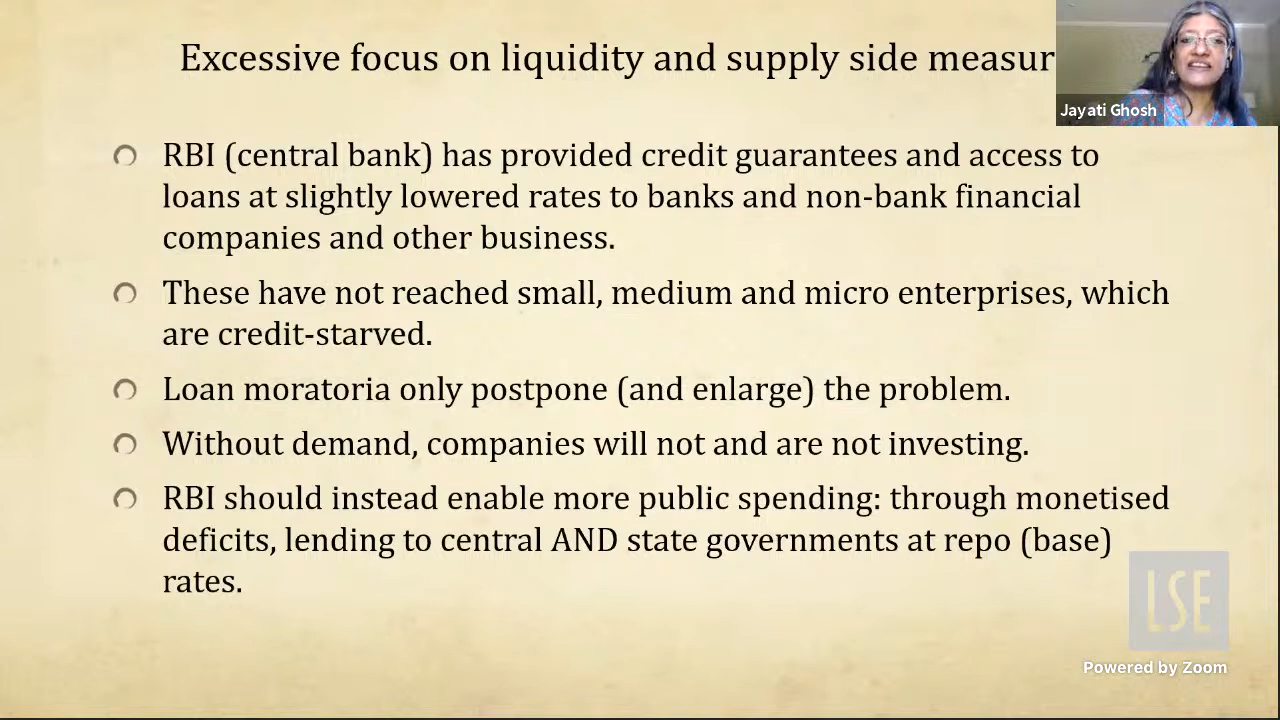 Excessive focus on liquidity and supply side measur
Jayati Ghosh
RBI (central bank) has provided credit guarantees and access to
loans at slightly lowered rates to banks and non-bank financial
companies and other business.
These have not reached small, medium and micro enterprises, which
are credit-starved.
Loan moratoria only postpone (and enlarge) the problem.
Without demand, companies will not and are not investing.
RBI should instead enable more public spending: through monetised
deficits, lending to central AND state governments at repo (base)
rates.
LSE
Powered by Zoom